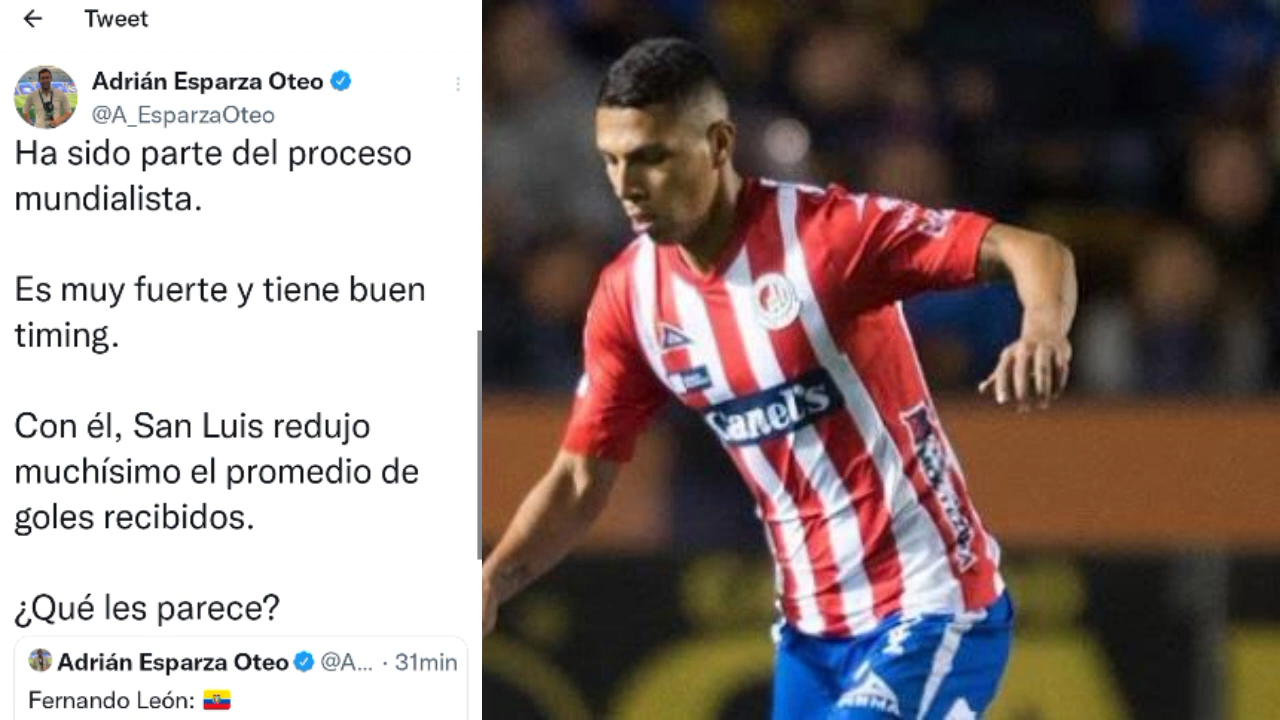 Tweet
Adrián Esparza Oteo
@A_EsparzaOteo
Ha sido parte del proceso
mundialista.
Es muy fuerte y tiene buen
timing.
Con él, San Luis redujo
muchísimo el promedio de
goles recibidos.
¿Qué les parece?
Adrián Esparza Oteo @A... · 31min
Fernando León: 🇪🇨
Canel's